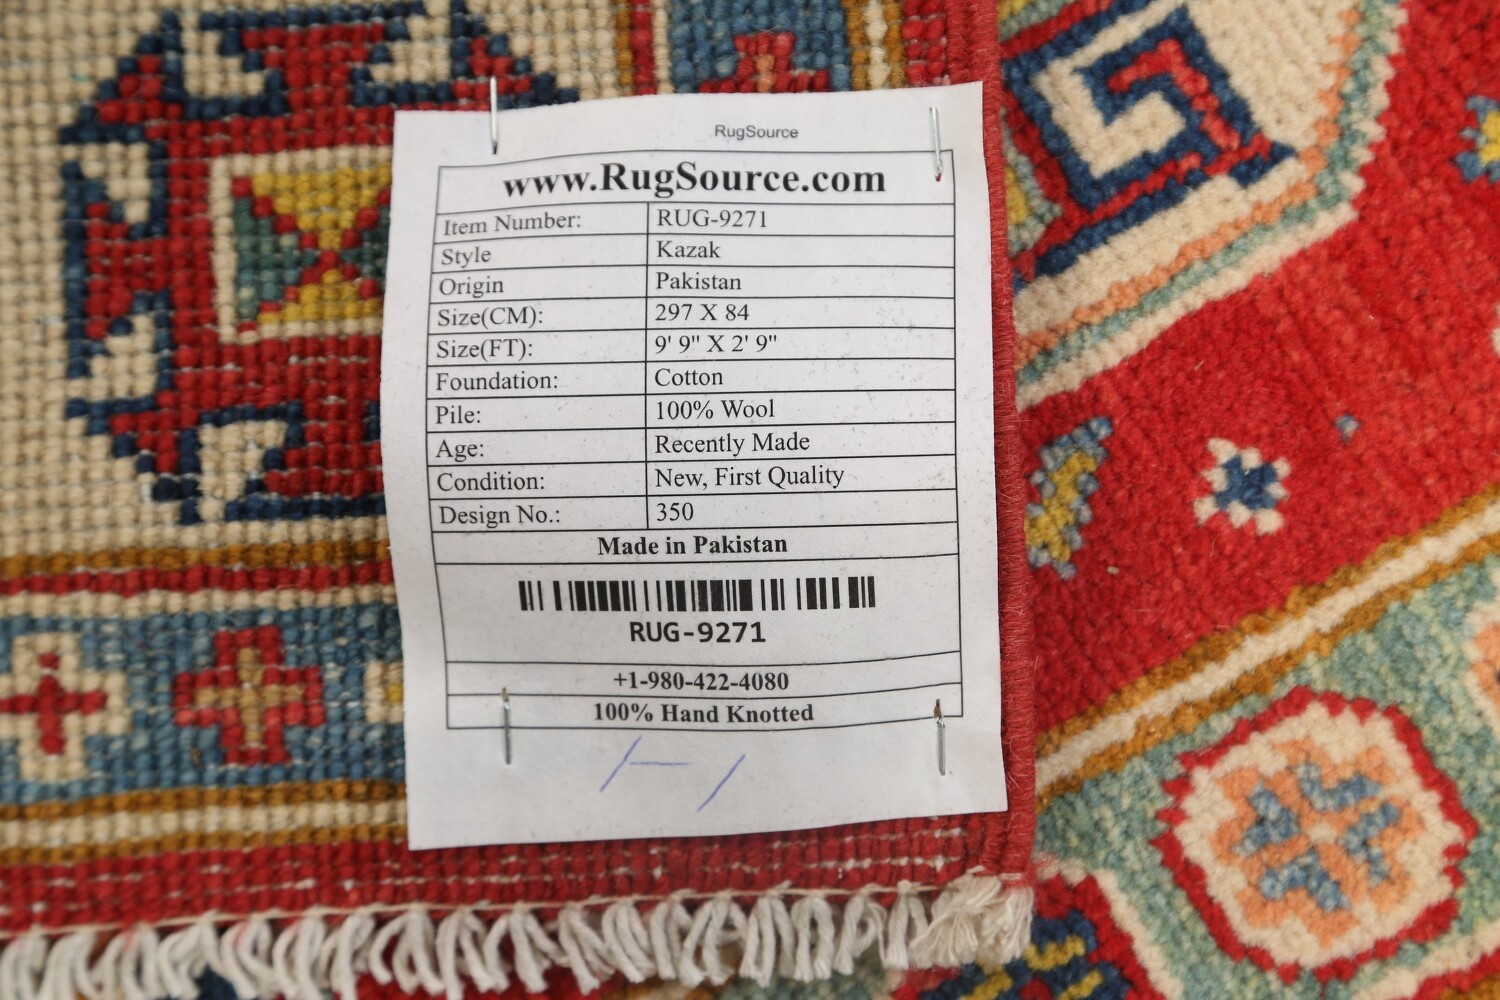 RugSource
www.RugSource.com
Item Number: RUG-9271
Style Kazak
Origin Pakistan
Size(CM): 297 X 84
Size(FT): 9' 9" X 2' 9"
Foundation: Cotton
Pile: 100% Wool
Age: Recently Made
Condition: New, First Quality
Design No.: 350
Made in Pakistan
RUG-9271
+1-980-422-4080
100% Hand Knotted